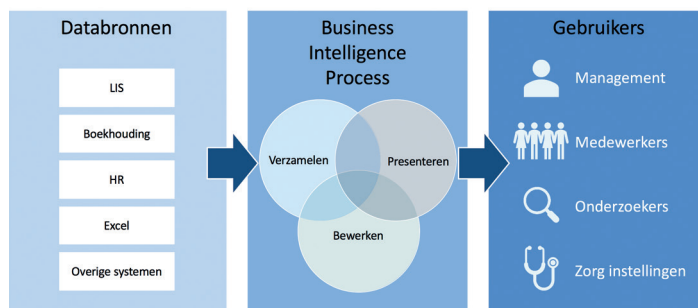 Databronnen
LIS
Boekhouding
HR
Excel
Overige systemen
Business
Intelligence
Process
Verzamelen
Presenteren
Bewerken
Gebruikers
Management
Medewerkers
Onderzoekers
Zorg instellingen